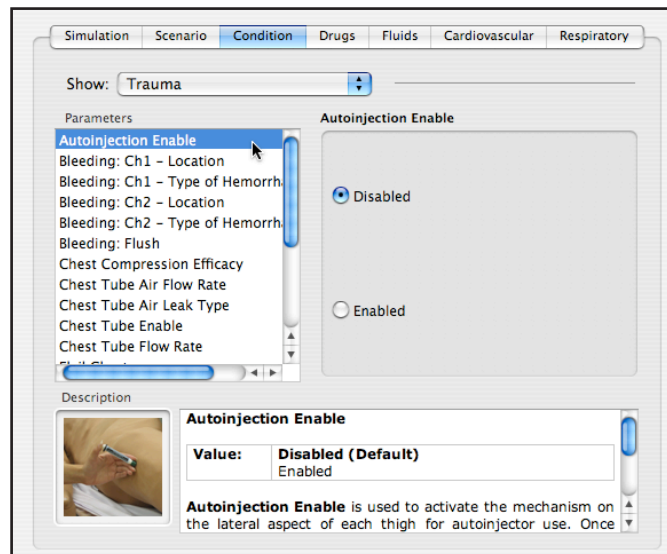 Simulation Scenario Condition Drugs Fluids Cardiovascular Respiratory
Show: Trauma
Parameters
Autoinjection Enable
Bleeding: Ch1 – Location
Bleeding: Ch1 – Type of Hemorrh
Bleeding: Ch2 – Location
Bleeding: Ch2 – Type of Hemorrh
Bleeding: Flush
Chest Compression Efficacy
Chest Tube Air Flow Rate
Chest Tube Air Leak Type
Chest Tube Enable
Chest Tube Flow Rate
Autoinjection Enable
Disabled
Enabled
Description
Autoinjection Enable
Value: Disabled (Default)
Enabled
Autoinjection Enable is used to activate the mechanism on
the lateral aspect of each thigh for autoinjector use. Once